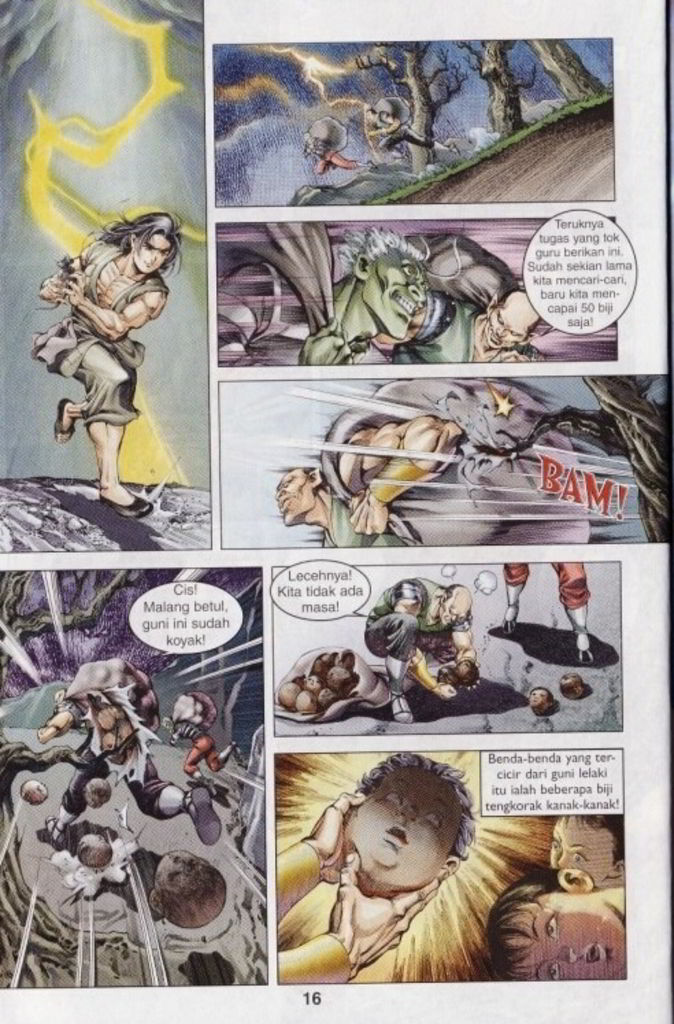 Teruknya
tugas yang tok
guru berikan ini.
Sudah sekian lama
kita mencari-cari,
baru kita men-
capai 50 biji
saja!
BAM!
Cis!
Malang betul,
guni ini sudah
koyak!
Lecehnya!
Kita tidak ada
masa!
Benda-benda yang ter-
cicir dari guni lelaki
itu ialah beberapa biji
tengkorak kanak-kanak!
16